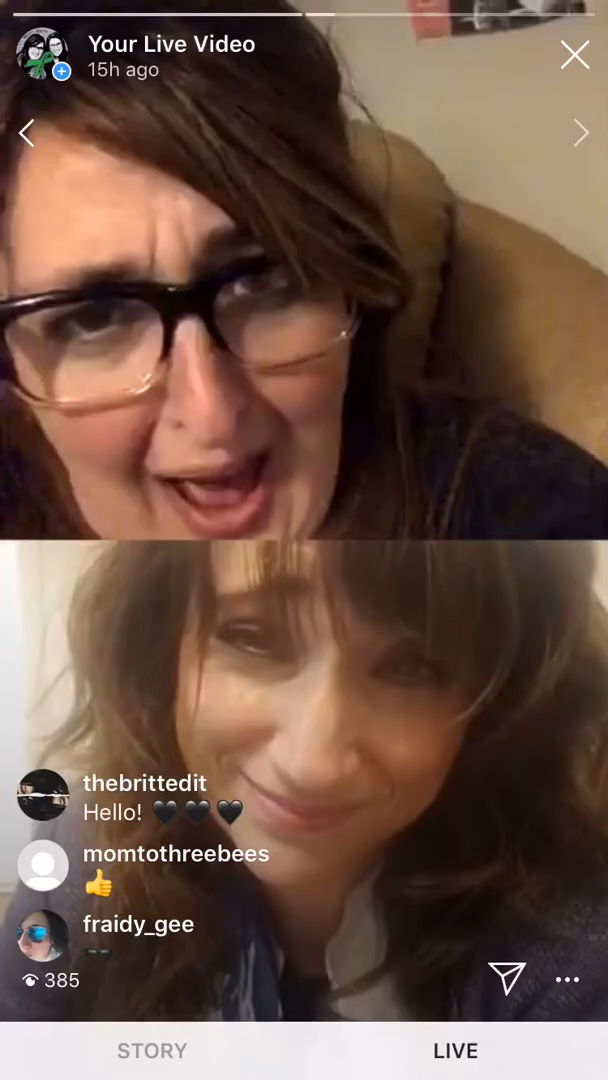 Your Live Video
15h ago
thebrittedit
Hello! 🖤🖤🖤
momtothreebees
👍
fraidy_gee
385
STORY
LIVE